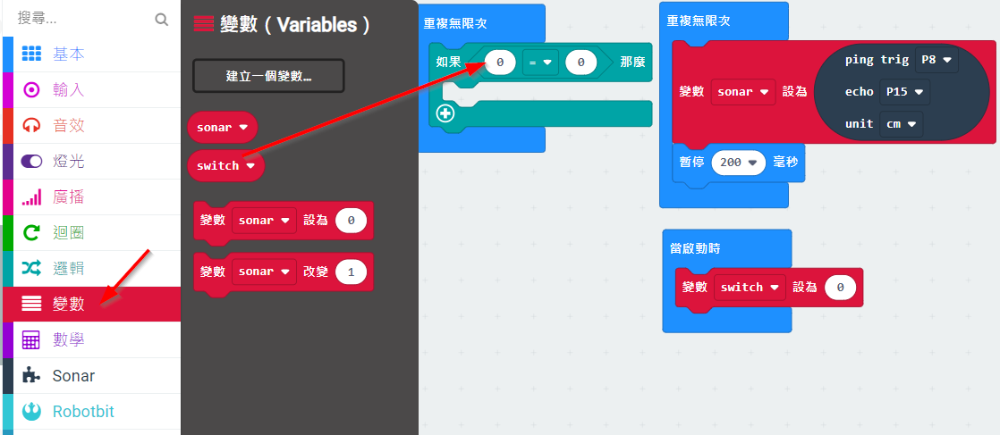 搜尋...
基本
輸入
音效
燈光
廣播
迴圈
邏輯
變數
數學
Sonar
Robotbit
變數 ( Variables )
建立一個變數...
sonar
switch
變數 sonar 設為 0
變數 sonar 改變 1
重複無限次
如果 0 = 0 那麼
重複無限次
變數 sonar 設為
ping trig P8
echo P15
unit cm
暫停 200 毫秒
當啟動時
變數 switch 設為 0